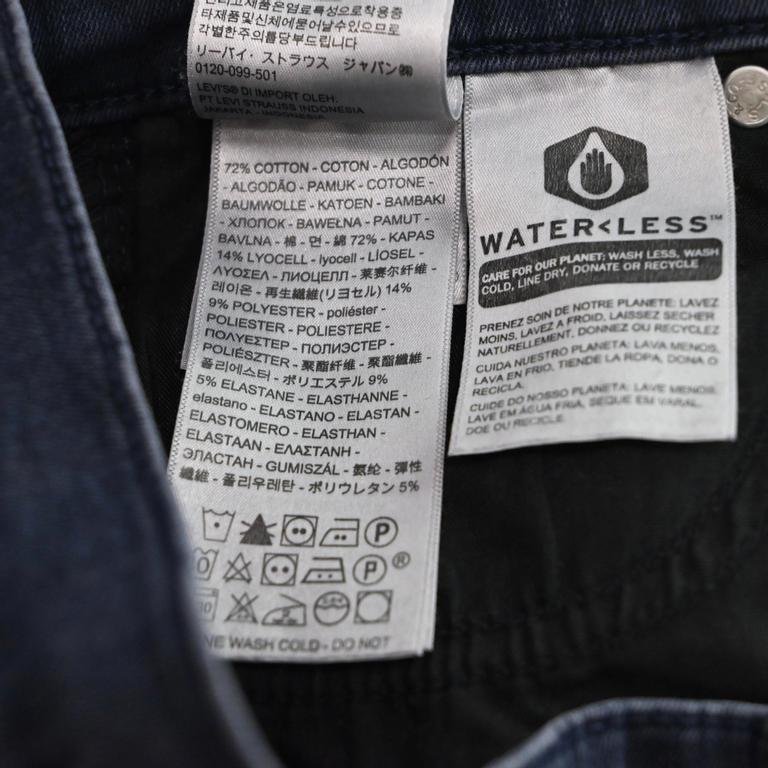 타제품및신체에묻어날수있으므로
각별한주의를당부드립니다
リーバイ・ストラウス ジャパン㈱
0120-099-501
LEVI'S® DI IMPORT OLEH:
PT LEVI STRAUSS INDONESIA
JAKARTA - INDONESIA
72% COTTON - COTON - ALGODÓN
- ALGODÃO - PAMUK - COTONE -
BAUMWOLLE - KATOEN - BAMBAKI
- ХЛОПОК - BAWEŁNA - PAMUT -
BAVLNA - 棉 - 면 - 綿 72% - KAPAS
14% LYOCELL - lyocell - LÍOSEL -
ΛΥΟΣΕΛ - ЛИОЦЕЛЛ - 莱赛尔纤维 -
레이온 - 再生繊維(リヨセル) 14%
9% POLYESTER - poliéster -
POLIESTER - POLIESTERE -
ΠΟΛΥΕΣΤΕΡ - ПОЛИЭСТЕР -
POLIÉSZTER - 聚酯纤维 - 聚酯纖維 -
폴리에스터 - ポリエステル 9%
5% ELASTANE - ELASTHANNE -
elastano - ELASTANO - ELASTAN -
ELASTOMERO - ELASTHAN -
ELASTAAN - ΕΛΑΣΤΑΝΗ -
ЭЛАСТАН - GUMISZÁL - 氨纶 - 彈性
纖維 - 폴리우레탄 - ポリウレタン 5%
P
P ®
WASH COLD - DO NOT
WATER<LESS™
CARE FOR OUR PLANET: WASH LESS, WASH
COLD, LINE DRY, DONATE OR RECYCLE
PRENEZ SOIN DE NOTRE PLANETE: LAVEZ
MOINS, LAVEZ A FROID, LAISSEZ SECHER
NATURELLEMENT, DONNEZ OU RECYCLEZ
CUIDA NUESTRO PLANETA: LAVA MENOS,
LAVA EN FRIO, TIENDE LA ROPA, DONA O
RECICLA.
CUIDE DO NOSSO PLANETA: LAVE MENOS,
LAVE EM ÁGUA FRIA, SEQUE EM VARAL,
DOE OU RECICLE.